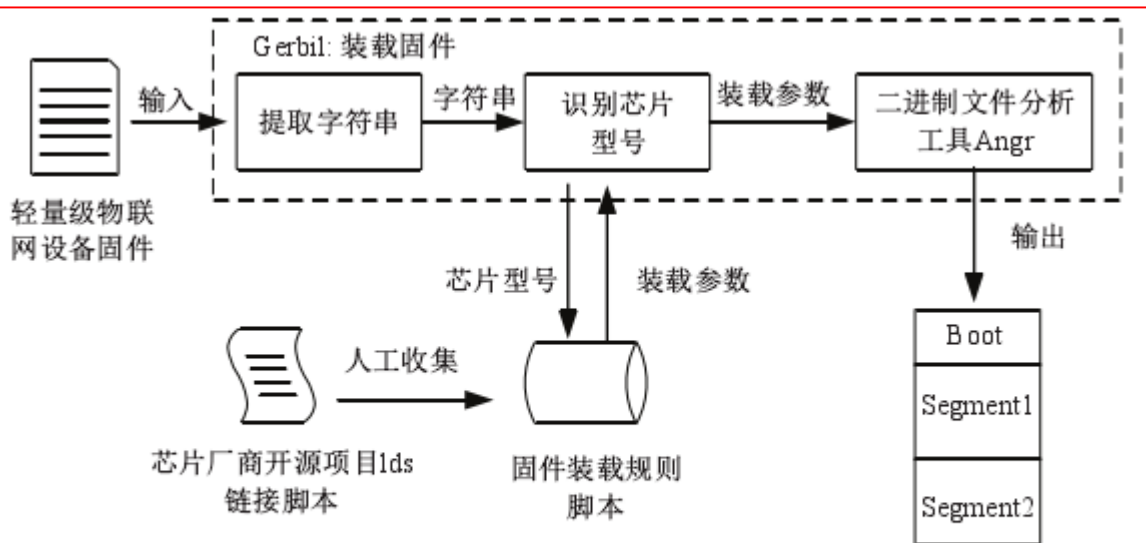 Gerbil: 装载固件
输入
提取字符串
字符串
识别芯片
型号
装载参数
二进制文件分析
工具Angr
轻量级物联
网设备固件
芯片型号
装载参数
输出
人工收集
Boot
Segment1
Segment2
芯片厂商开源项目lds
链接脚本
固件装载规则
脚本